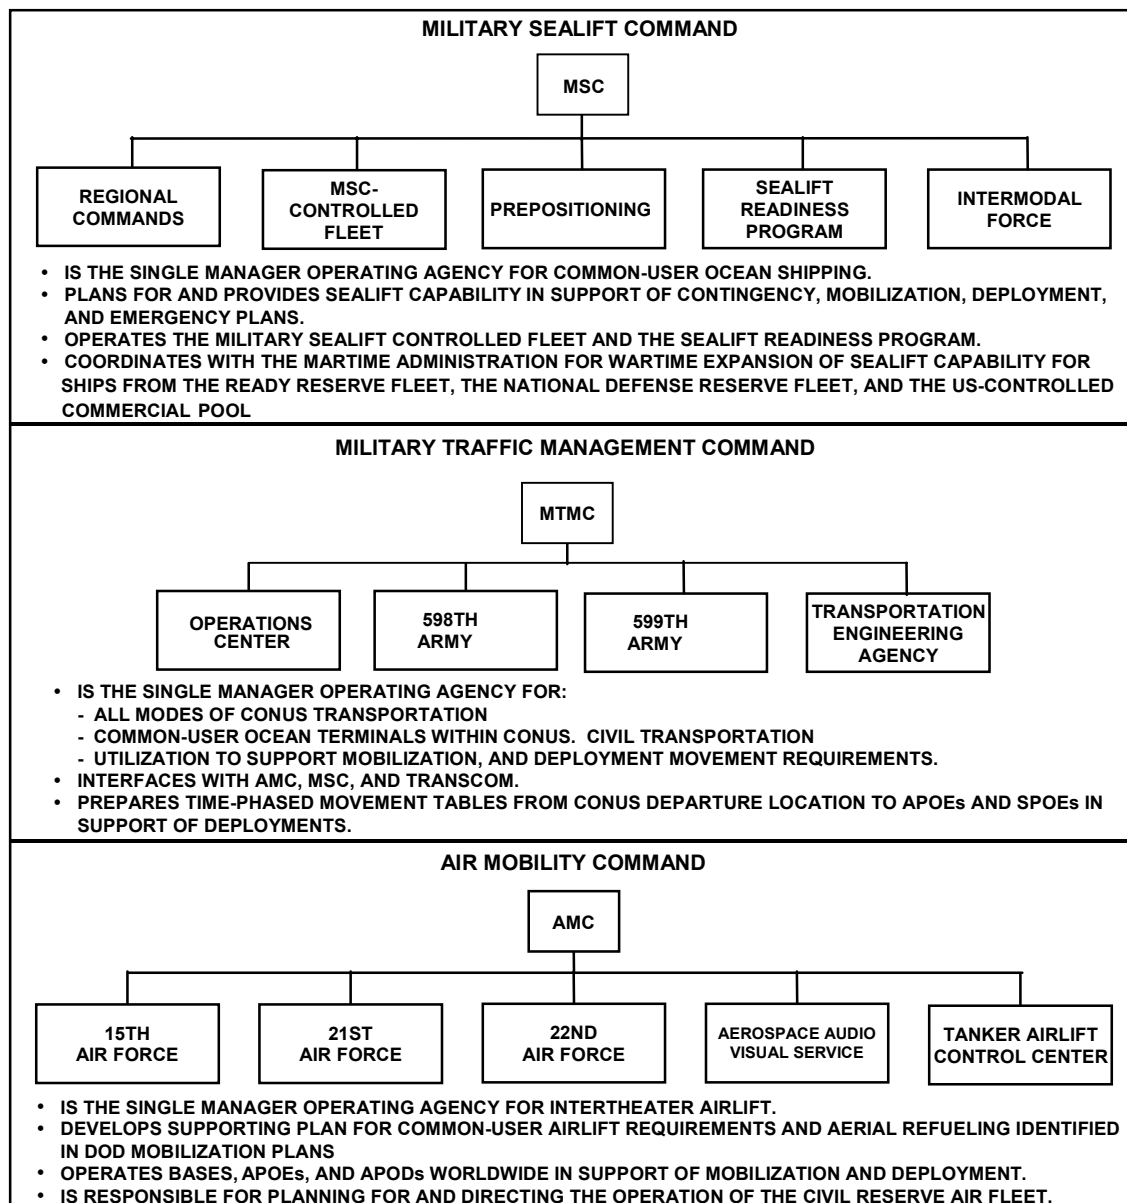 MILITARY SEALIFT COMMAND
MSC
REGIONAL
COMMANDS
MSC-
CONTROLLED
FLEET
PREPOSITIONING
SEALIFT
READINESS
PROGRAM
INTERMODAL
FORCE
• IS THE SINGLE MANAGER OPERATING AGENCY FOR COMMON-USER OCEAN SHIPPING.
• PLANS FOR AND PROVIDES SEALIFT CAPABILITY IN SUPPORT OF CONTINGENCY, MOBILIZATION, DEPLOYMENT,
AND EMERGENCY PLANS.
• OPERATES THE MILITARY SEALIFT CONTROLLED FLEET AND THE SEALIFT READINESS PROGRAM.
• COORDINATES WITH THE MARTIME ADMINISTRATION FOR WARTIME EXPANSION OF SEALIFT CAPABILITY FOR
SHIPS FROM THE READY RESERVE FLEET, THE NATIONAL DEFENSE RESERVE FLEET, AND THE US-CONTROLLED
COMMERCIAL POOL
MILITARY TRAFFIC MANAGEMENT COMMAND
MTMC
OPERATIONS
CENTER
598TH
ARMY
599TH
ARMY
TRANSPORTATION
ENGINEERING
AGENCY
• IS THE SINGLE MANAGER OPERATING AGENCY FOR:
- ALL MODES OF CONUS TRANSPORTATION
- COMMON-USER OCEAN TERMINALS WITHIN CONUS. CIVIL TRANSPORTATION
- UTILIZATION TO SUPPORT MOBILIZATION, AND DEPLOYMENT MOVEMENT REQUIREMENTS.
• INTERFACES WITH AMC, MSC, AND TRANSCOM.
• PREPARES TIME-PHASED MOVEMENT TABLES FROM CONUS DEPARTURE LOCATION TO APOEs AND SPOEs IN
SUPPORT OF DEPLOYMENTS.
AIR MOBILITY COMMAND
AMC
15TH
AIR FORCE
21ST
AIR FORCE
22ND
AIR FORCE
AEROSPACE AUDIO
VISUAL SERVICE
TANKER AIRLIFT
CONTROL CENTER
• IS THE SINGLE MANAGER OPERATING AGENCY FOR INTERTHEATER AIRLIFT.
• DEVELOPS SUPPORTING PLAN FOR COMMON-USER AIRLIFT REQUIREMENTS AND AERIAL REFUELING IDENTIFIED
IN DOD MOBILIZATION PLANS
• OPERATES BASES, APOEs, AND APODs WORLDWIDE IN SUPPORT OF MOBILIZATION AND DEPLOYMENT.
• IS RESPONSIBLE FOR PLANNING FOR AND DIRECTING THE OPERATION OF THE CIVIL RESERVE AIR FLEET.